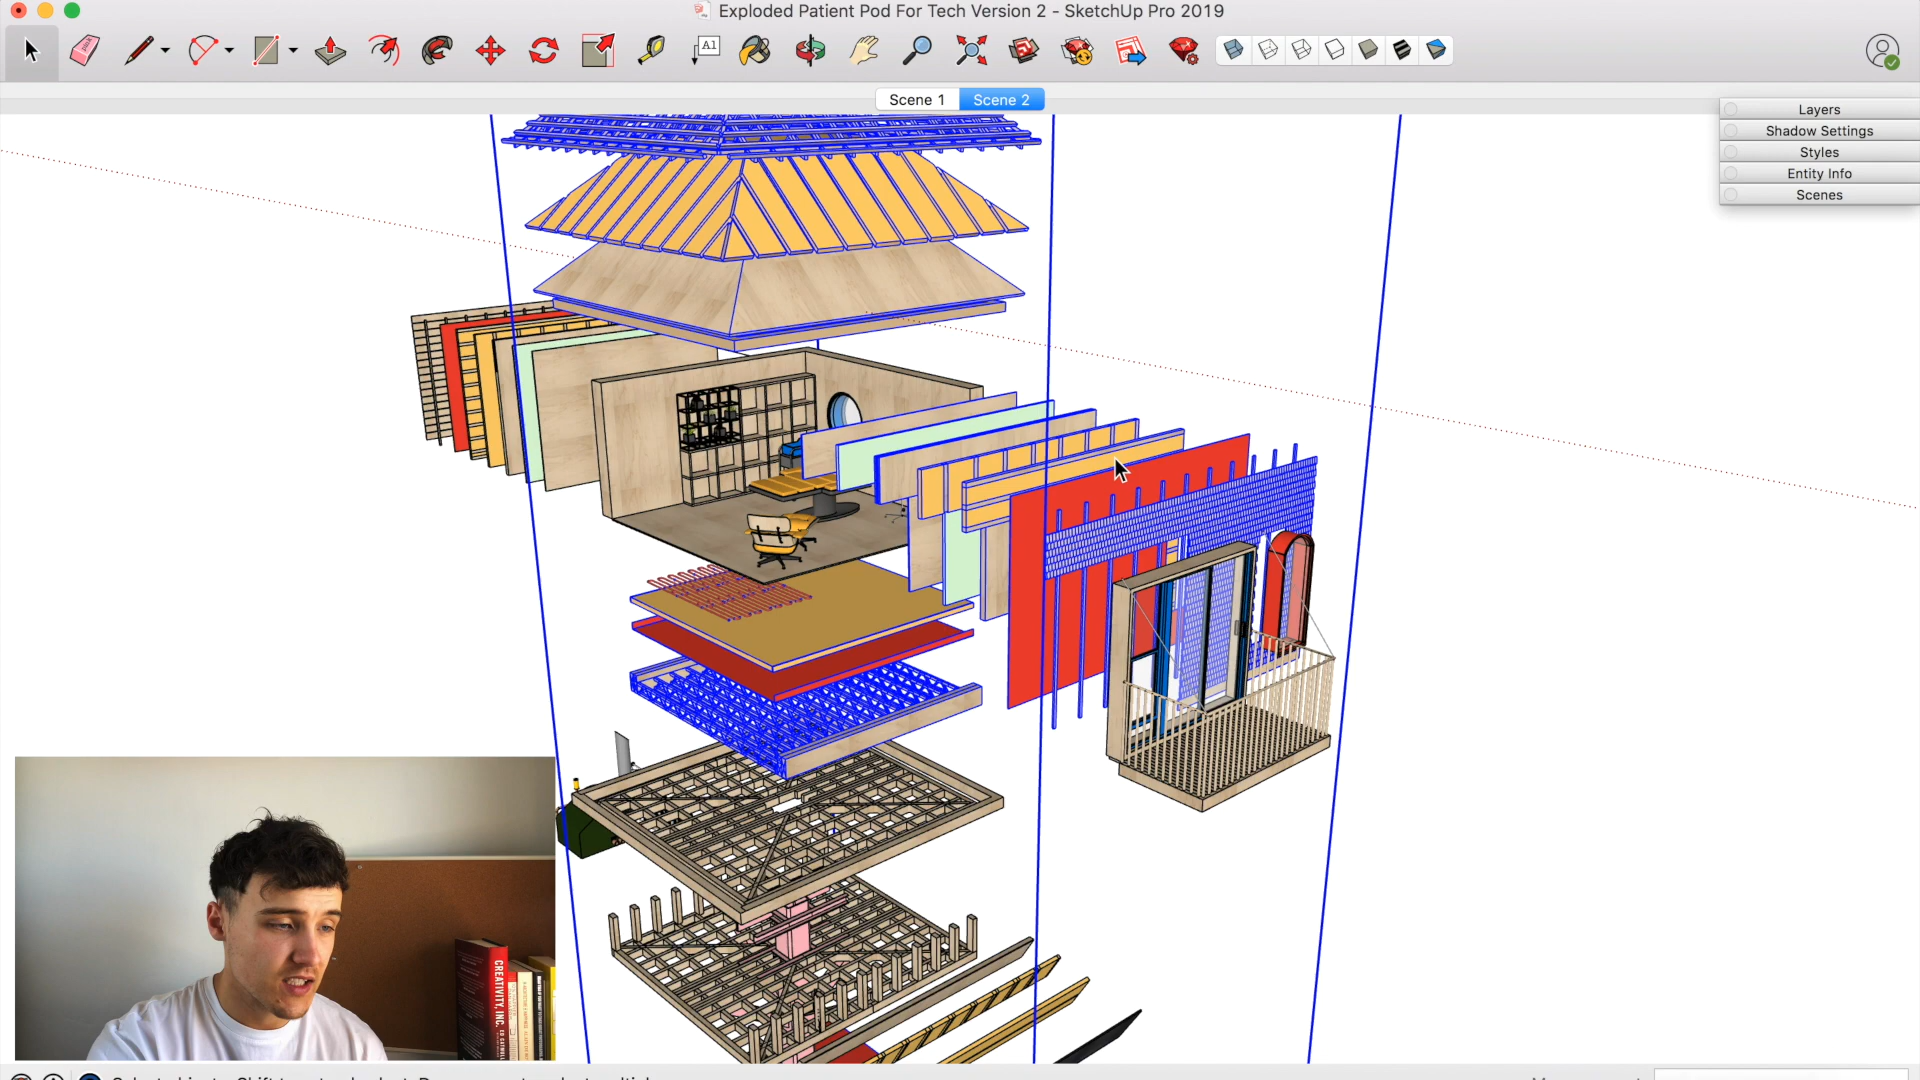 Exploded Patient Pod For Tech Version 2 - SketchUp Pro 2019
A1
Scene 1
Scene 2
Layers
Shadow Settings
Styles
Entity Info
Scenes
CREATIVITY, INC.